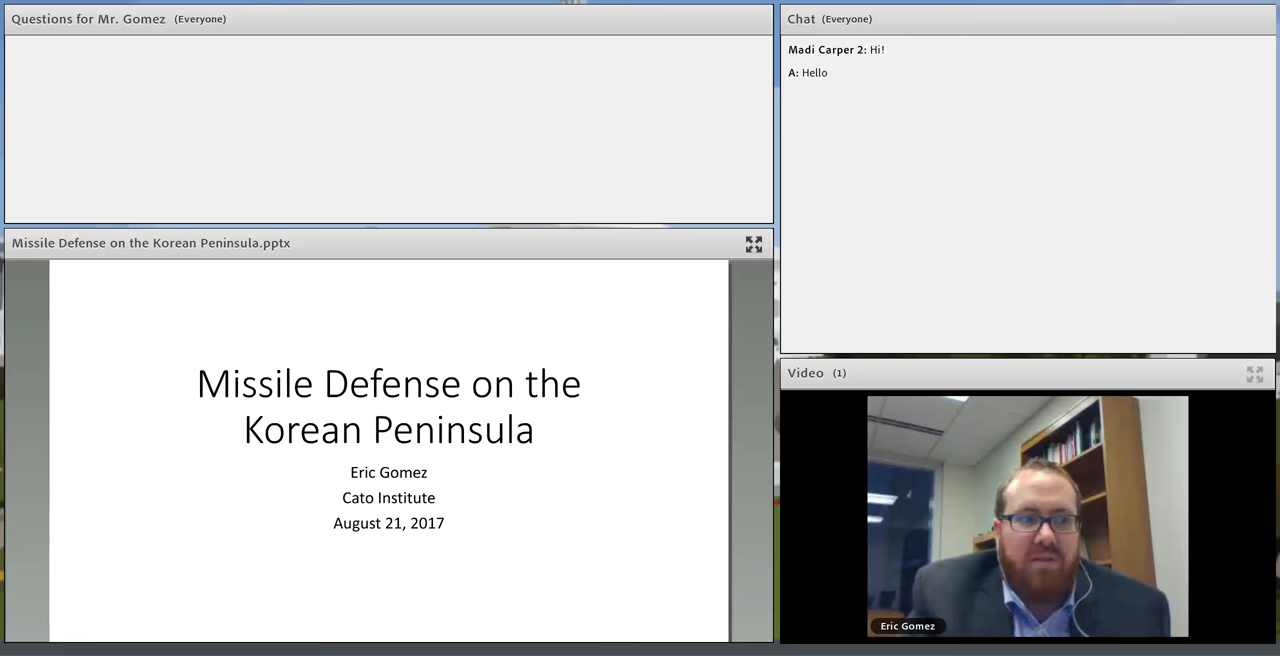 Questions for Mr. Gomez (Everyone)
Chat (Everyone)
Madi Carper 2: Hi!
A: Hello
Missile Defense on the Korean Peninsula.pptx
Missile Defense on the
Korean Peninsula
Eric Gomez
Cato Institute
August 21, 2017
Video (1)
Eric Gomez